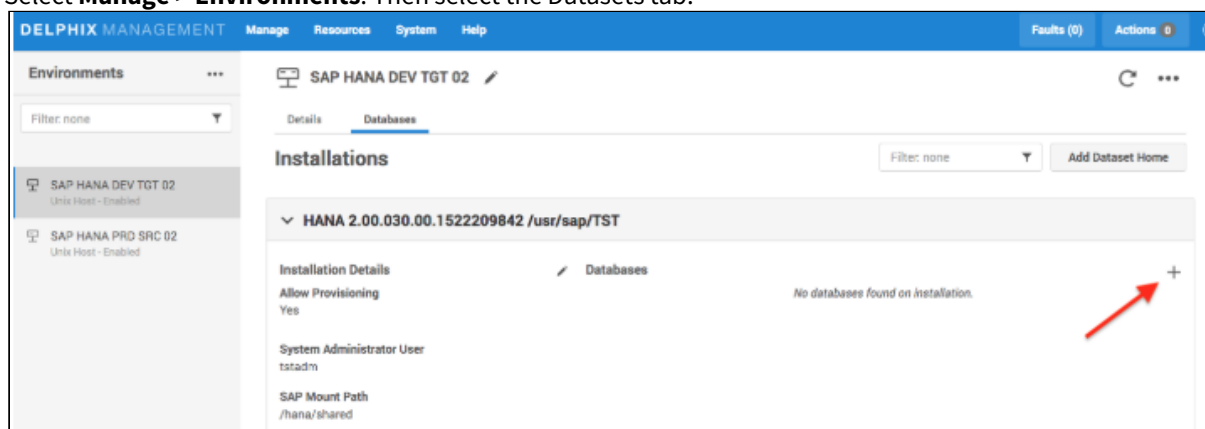 Select Manage > Environments. Then select the Datasets tab.
DELPHIX MANAGEMENT Manage Resources System Help Faults (0) Actions 0
Environments ...
SAP HANA DEV TGT 02
Filter: none
Details Databases
Installations
Filter: none
Add Dataset Home
SAP HANA DEV TGT 02
Unix Host - Enabled
SAP HANA PRD SRC 02
Unix Host - Enabled
HANA 2.00.030.00.1522209842 /usr/sap/TST
Installation Details
Databases
Allow Provisioning
Yes
No databases found on installation.
System Administrator User
tstadm
SAP Mount Path
/hana/shared